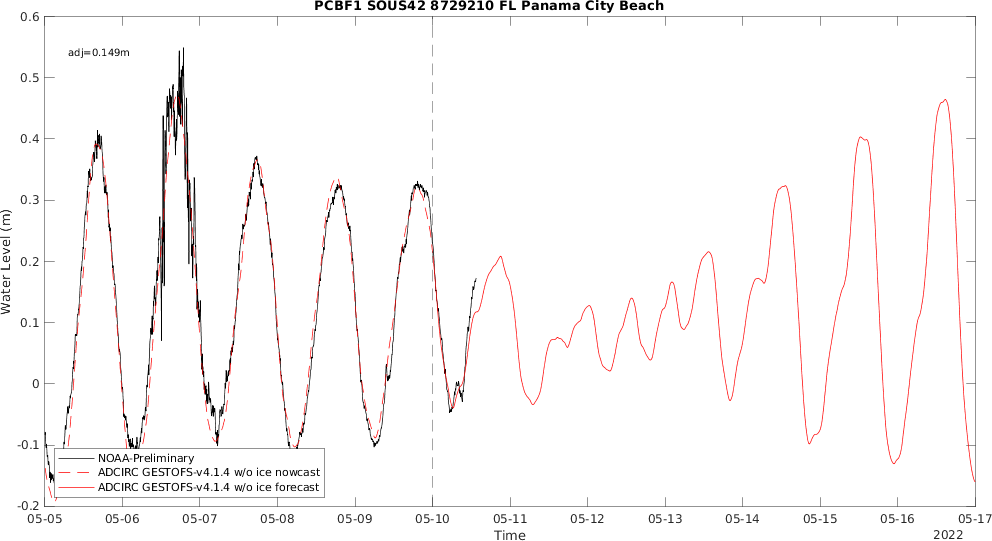 PCBF1 SOUS42 8729210 FL Panama City Beach
adj=0.149m
Water Level (m)
0.6
0.5
0.4
0.3
0.2
0.1
0
-0.1
-0.2
NOAA-Preliminary
ADCIRC GESTOFS-v4.1.4 w/o ice nowcast
ADCIRC GESTOFS-v4.1.4 w/o ice forecast
05-05 05-06 05-07 05-08 05-09 05-10 05-11 05-12 05-13 05-14 05-15 05-16 05-17
Time
2022